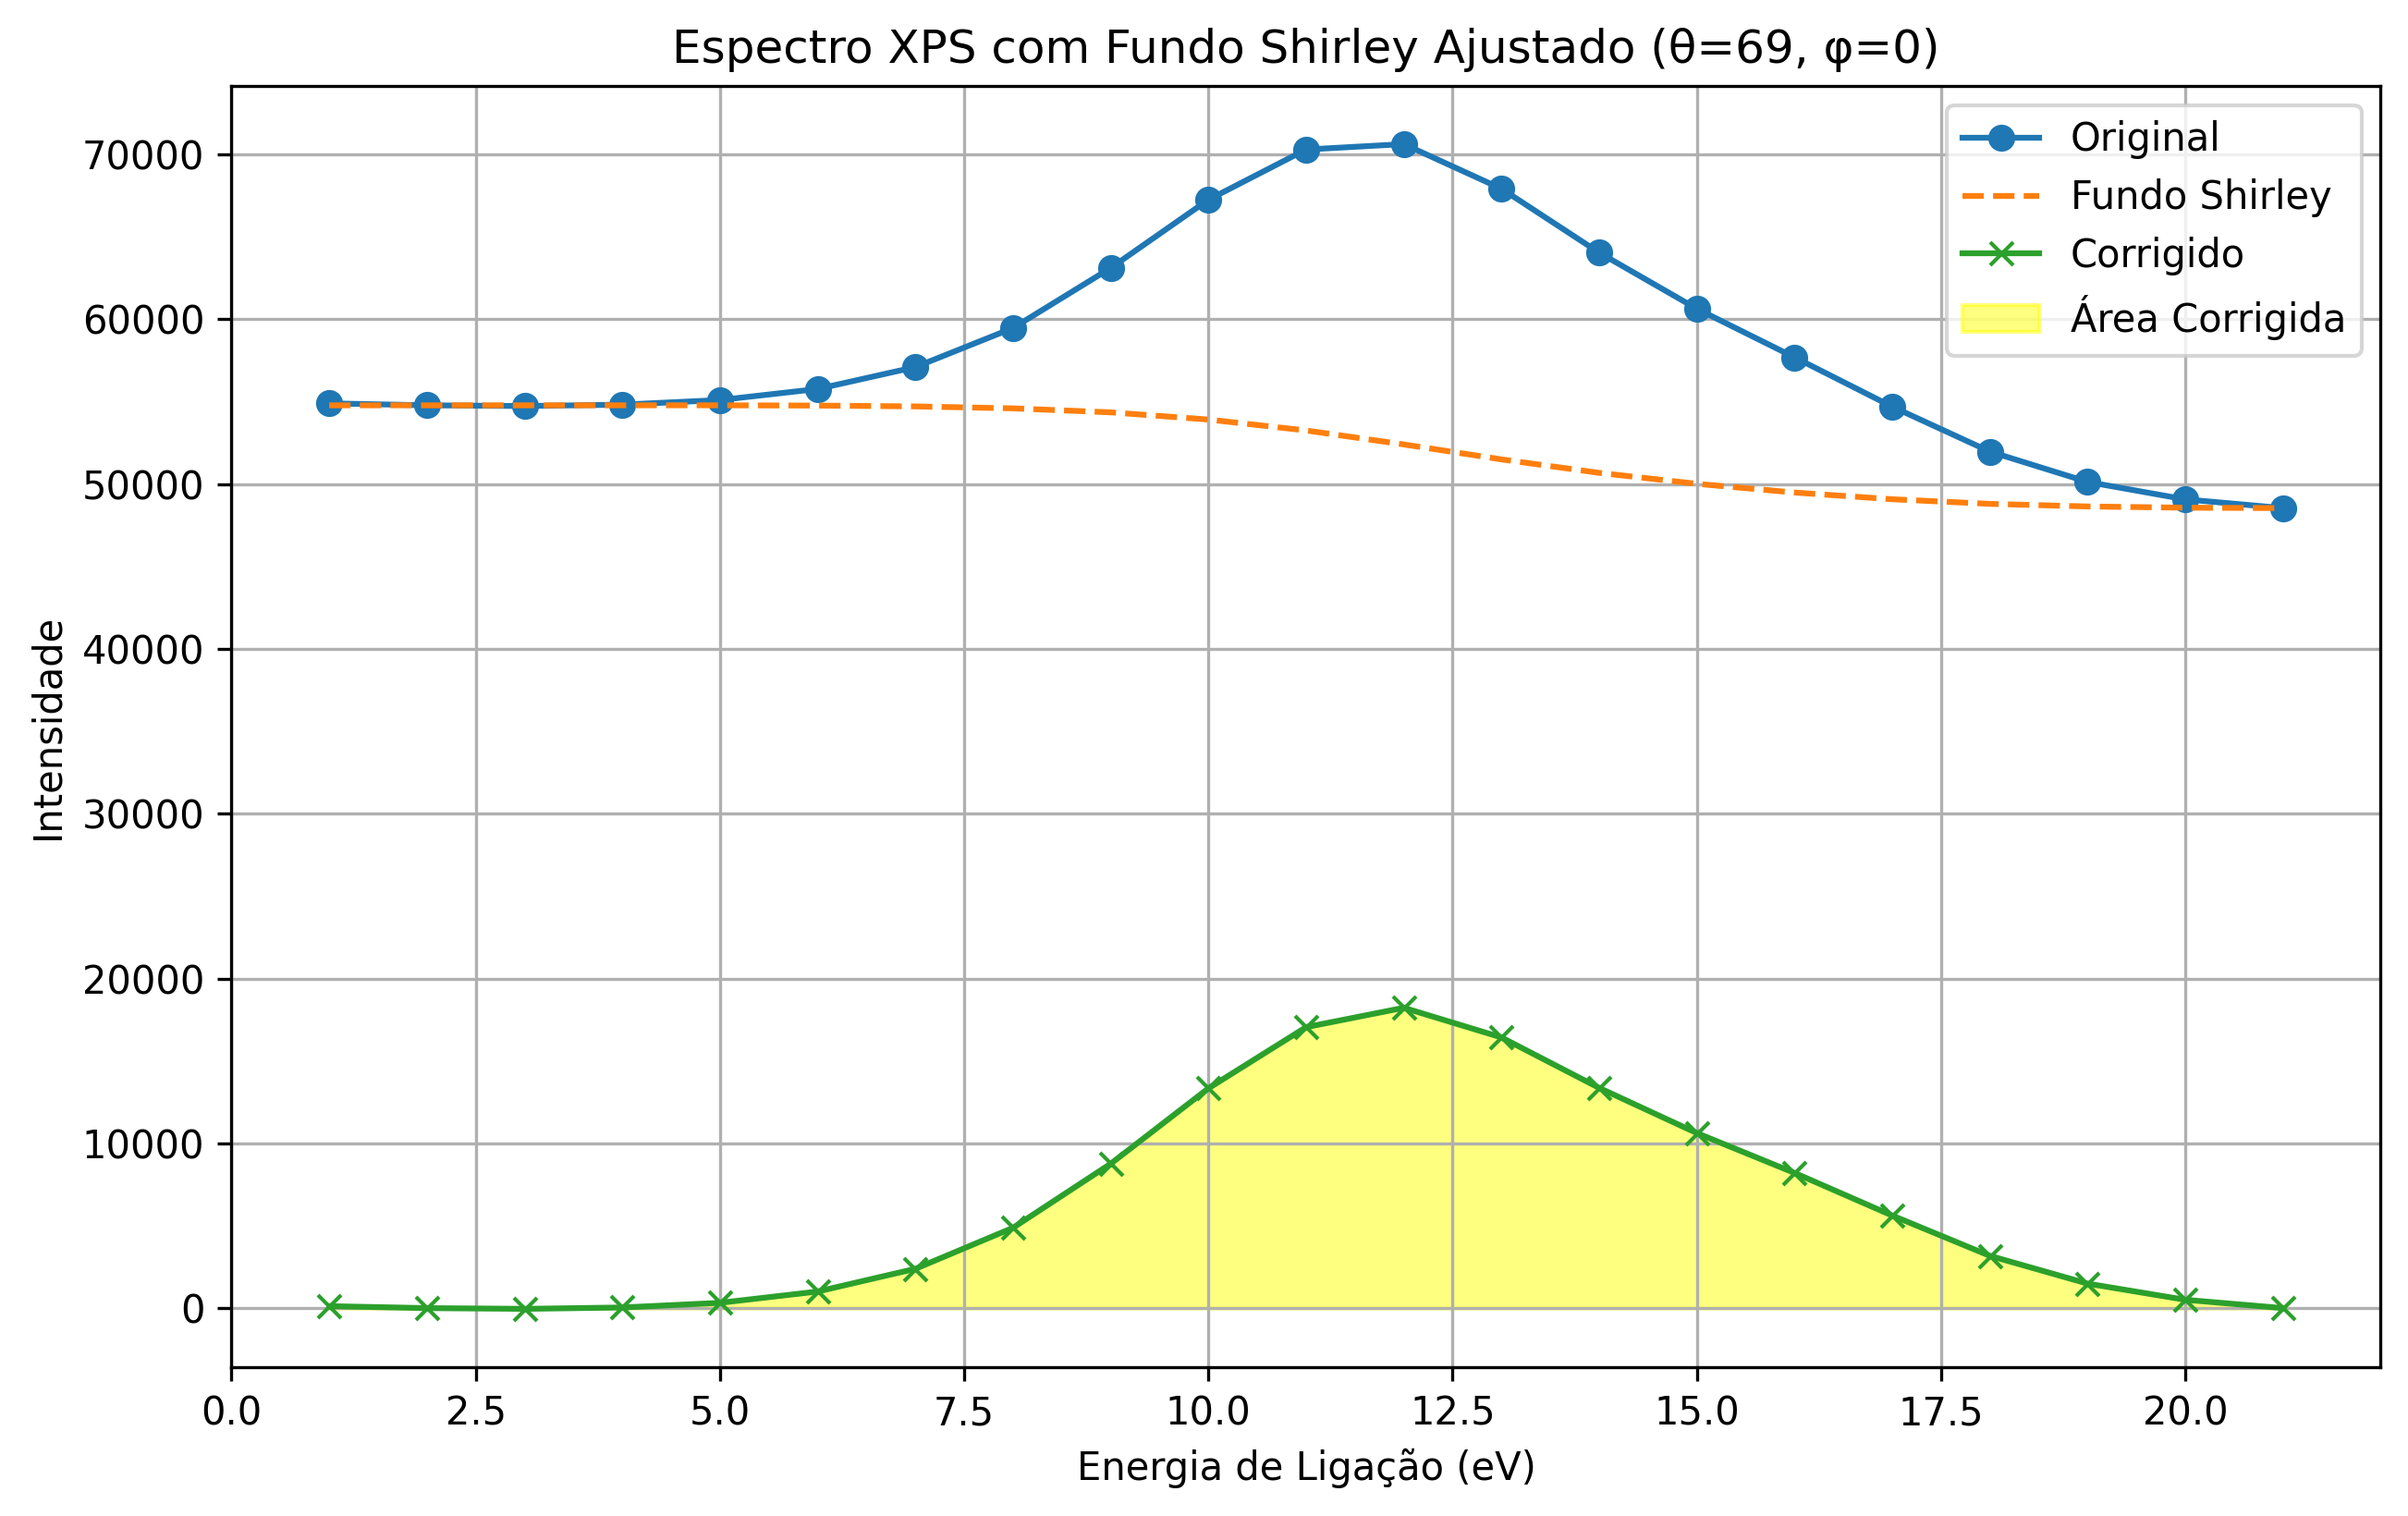 Espectro XPS com Fundo Shirley Ajustado (θ=69, φ=0)
Original
Fundo Shirley
Corrigido
Área Corrigida
Intensidade
70000
60000
50000
40000
30000
20000
10000
0
0.0 2.5 5.0 7.5 10.0 12.5 15.0 17.5 20.0
Energia de Ligação (eV)